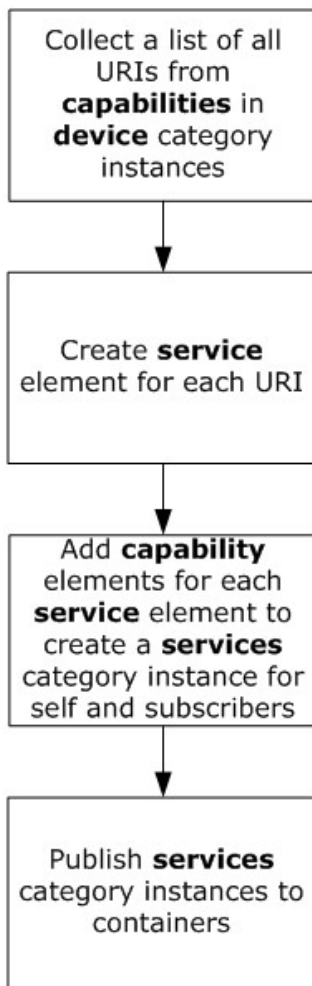 Collect a list of all
URIs from
capabilities in
device category
instances
Create service
element for each URI
Add capability
elements for each
service element to
create a services
category instance for
self and subscribers
Publish services
category instances to
containers